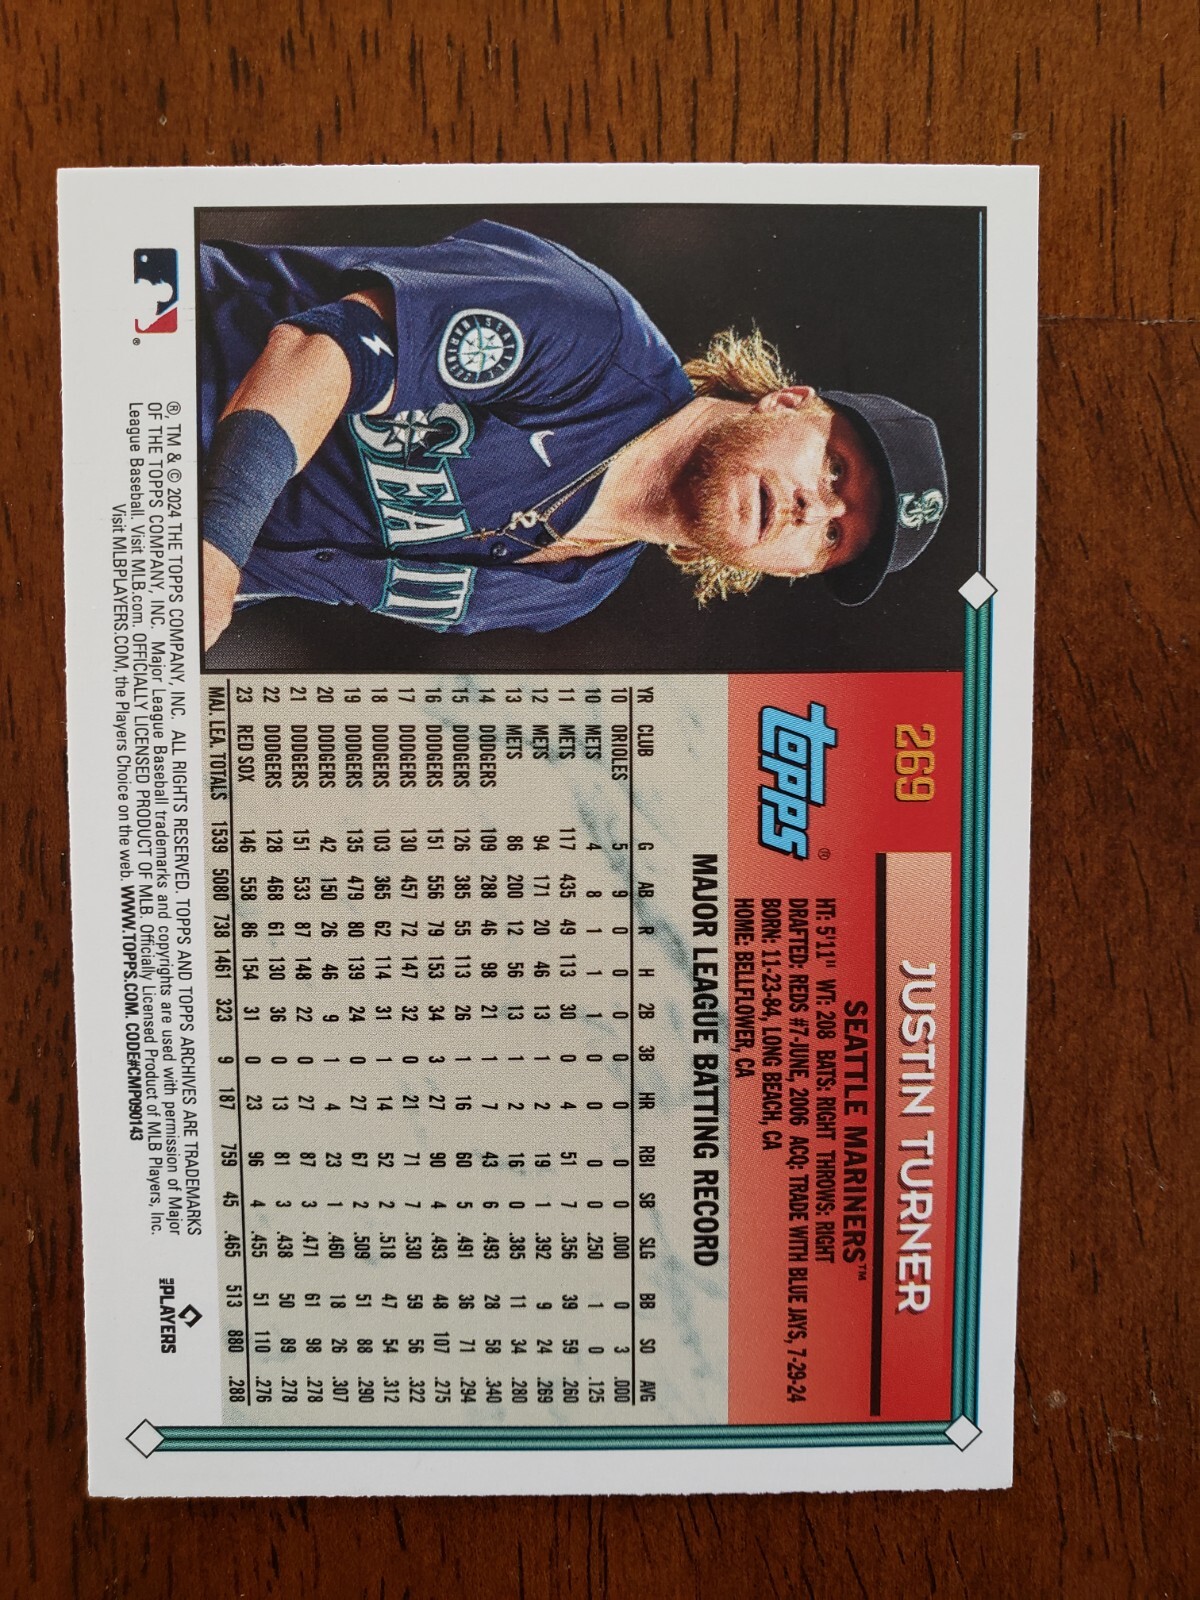 269
JUSTIN TURNER
SEATTLE MARINERS™
topps®
HT: 5'11" WT: 208 BATS: RIGHT THROWS: RIGHT
DRAFTED: REDS #7-JUNE, 2006 ACQ: TRADE WITH BLUE JAYS, 7-29-24
BORN: 11-23-84, LONG BEACH, CA
HOME: BELLFLOWER, CA
MAJOR LEAGUE BATTING RECORD
YR CLUB G AB R H 2B 3B HR RBI SB SLG BB SO AVG
10 ORIOLES 5 9 0 0 0 0 0 0 0 .000 0 3 .000
10 METS 4 8 1 1 1 0 0 0 0 .250 1 0 .125
11 METS 117 435 49 113 30 0 4 51 7 .356 39 59 .260
12 METS 94 171 20 46 13 1 2 19 1 .392 9 24 .269
13 METS 86 200 12 56 13 1 2 16 0 .385 11 34 .280
14 DODGERS 109 288 46 98 21 1 7 43 6 .493 28 58 .340
15 DODGERS 126 385 55 113 26 1 16 60 5 .491 36 71 .294
16 DODGERS 151 556 79 153 34 3 27 90 4 .493 48 107 .275
17 DODGERS 130 457 72 147 32 0 21 71 7 .530 59 56 .322
18 DODGERS 103 365 62 114 31 1 14 52 2 .518 47 54 .312
19 DODGERS 135 479 80 139 24 0 27 67 2 .509 51 88 .290
20 DODGERS 42 150 26 46 9 1 4 23 1 .460 18 26 .307
21 DODGERS 151 533 87 148 22 0 27 87 3 .471 61 98 .278
22 DODGERS 128 468 61 130 36 0 13 81 3 .438 50 89 .278
23 RED SOX 146 558 86 154 31 0 23 96 4 .455 51 110 .276
MAJ. LEA. TOTALS 1539 5080 738 1461 323 9 187 759 45 .465 513 880 .288
SEATTLE MARINERS
S
SEATT
®
®, TM & © 2024 THE TOPPS COMPANY, INC. ALL RIGHTS RESERVED. TOPPS AND TOPPS ARCHIVES ARE TRADEMARKS
OF THE TOPPS COMPANY, INC. Major League Baseball trademarks and copyrights are used with permission of Major
League Baseball. Visit MLB.com. OFFICIALLY LICENSED PRODUCT OF MLB. Officially Licensed Product of MLB Players, Inc.
Visit MLBPLAYERS.COM, the Players Choice on the web. WWW.TOPPS.COM. CODE#CMP090143
MLB PLAYERS